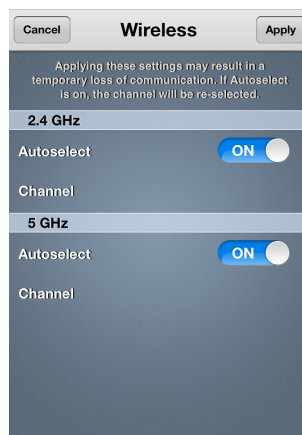 Cancel Wireless Apply
Applying these settings may result in a
temporary loss of communication. If Autoselect
is on, the channel will be re-selected.
2.4 GHz
Autoselect ON
Channel
5 GHz
Autoselect ON
Channel